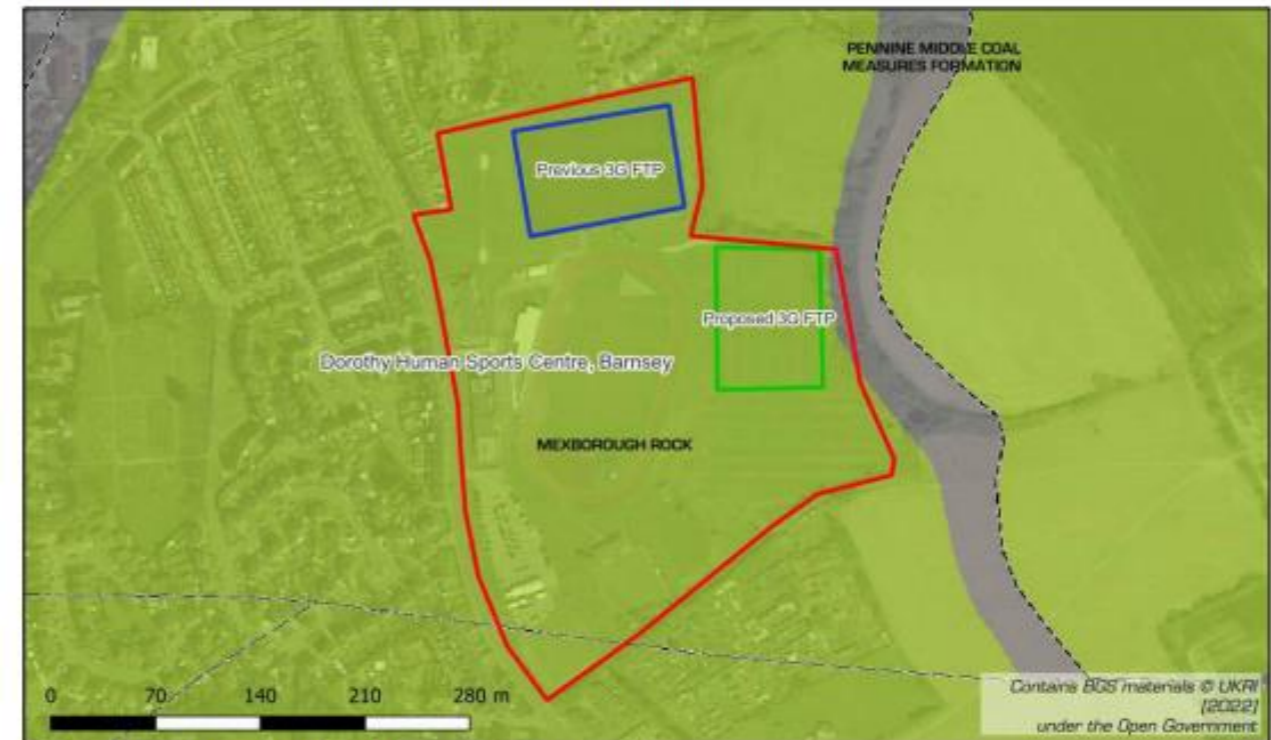 PENNINE MIDDLE COAL
MEASURES FORMATION
Previous 3G FTP
Proposed 3G FTP
Dorothy Human Sports Centre, Barnsey
MEXBOROUGH ROCK
0 70 140 210 280 m
Contains BGS materials © UKRI
[2022]
under the Open Government